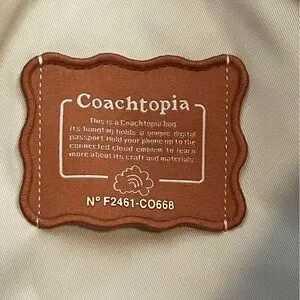 Coachtopia
This is a Coachtopia bag.
Its hangtag holds a unique digital
passport. Hold your phone up to the
connected cloud emblem to learn
more about its craft and materials.
Nº F2461-CO668